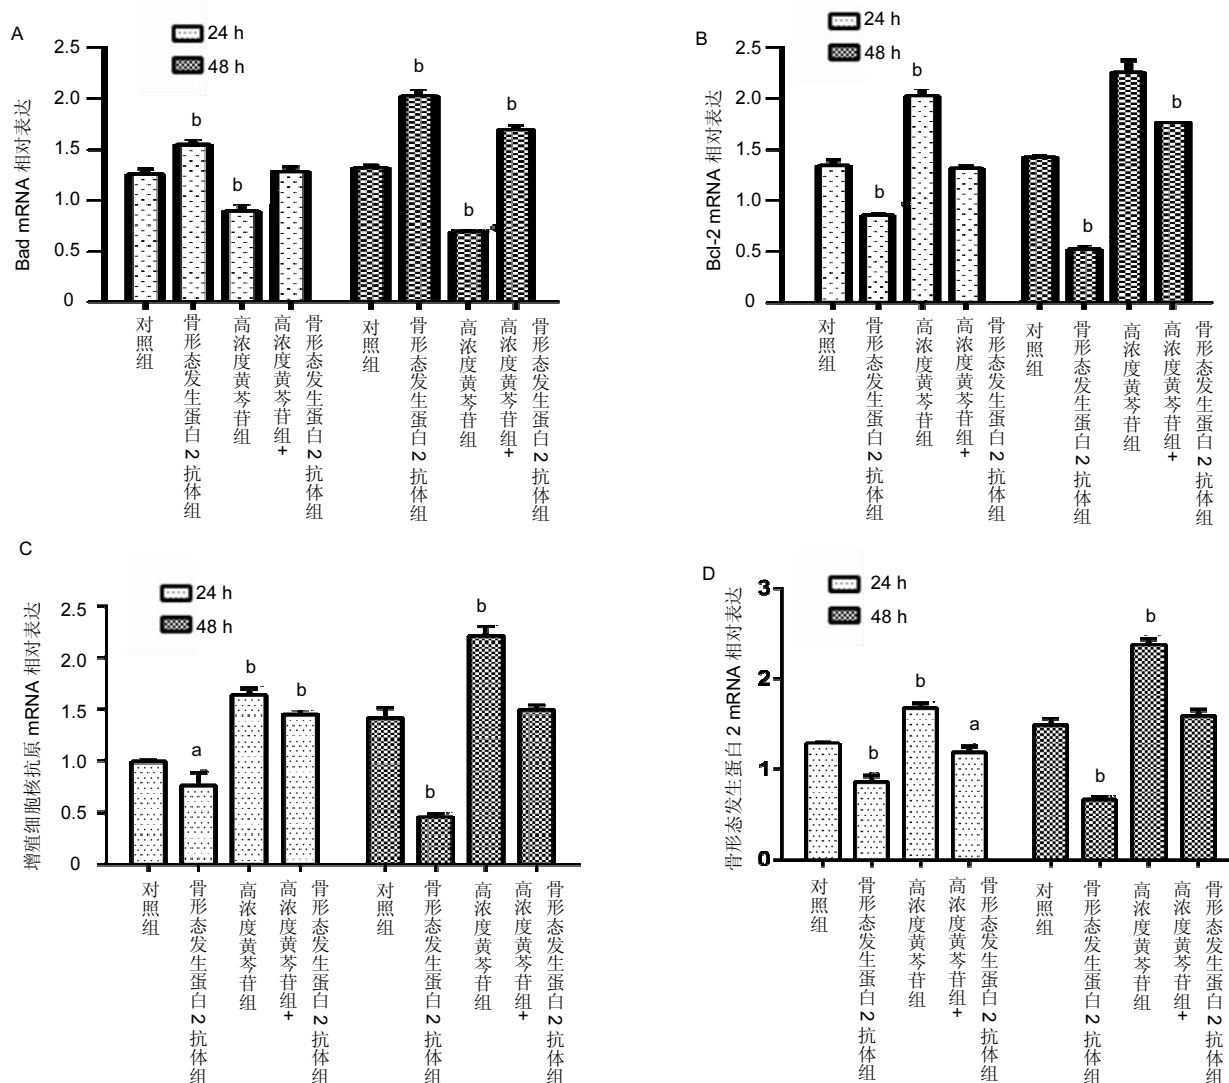 A
24 h
48 h
Bad mRNA 相对表达
2.5
2.0
1.5
1.0
0.5
0
b
b
b
b
b
对照组
骨形态发生蛋白 2 抗体组
高浓度黄芩苷组
高浓度黄芩苷组+
骨形态发生蛋白 2 抗体组
对照组
骨形态发生蛋白 2 抗体组
高浓度黄芩苷组
高浓度黄芩苷组+
骨形态发生蛋白 2 抗体组
B
24 h
48 h
Bcl-2 mRNA 相对表达
2.5
2.0
1.5
1.0
0.5
0
b
b
b
b
对照组
骨形态发生蛋白 2 抗体组
高浓度黄芩苷组
高浓度黄芩苷组+
骨形态发生蛋白 2 抗体组
对照组
骨形态发生蛋白 2 抗体组
高浓度黄芩苷组
高浓度黄芩苷组+
骨形态发生蛋白 2 抗体组
C
24 h
48 h
增殖细胞核抗原 mRNA 相对表达
2.5
2.0
1.5
1.0
0.5
0
a
b
b
b
b
对照组
骨形态发生蛋白 2 抗体组
高浓度黄芩苷组
高浓度黄芩苷组+
骨形态发生蛋白 2 抗体组
对照组
骨形态发生蛋白 2 抗体组
高浓度黄芩苷组
高浓度黄芩苷组+
骨形态发生蛋白 2 抗体组
D
24 h
48 h
骨形态发生蛋白 2 mRNA 相对表达
3
2
1
0
b
b
a
b
b
对照组
骨形态发生蛋白 2 抗体组
高浓度黄芩苷组
高浓度黄芩苷组+
骨形态发生蛋白 2 抗体组
对照组
骨形态发生蛋白 2 抗体组
高浓度黄芩苷组
高浓度黄芩苷组+
骨形态发生蛋白 2 抗体组